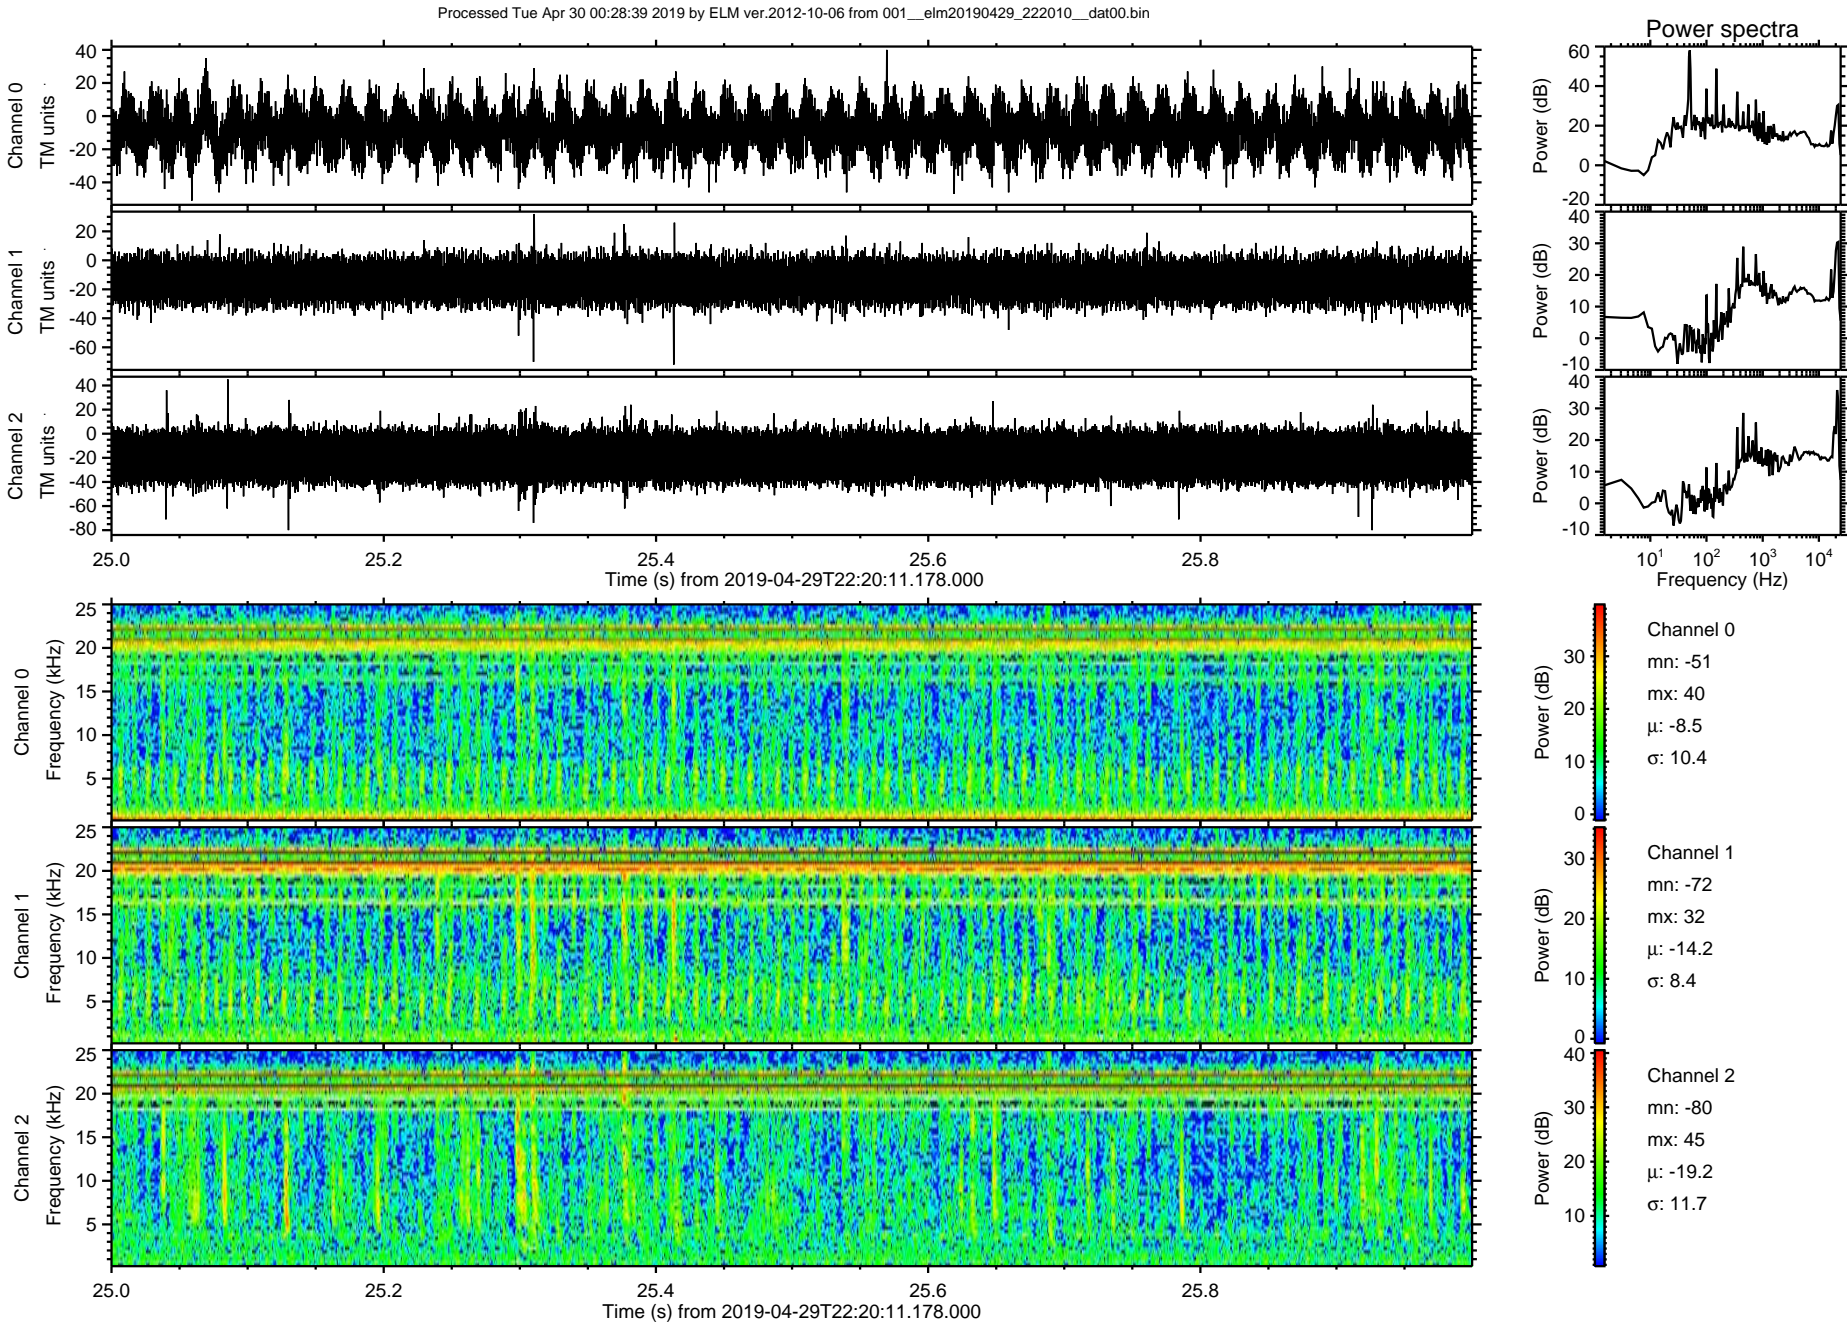 Processed Tue Apr 30 00:28:39 2019 by ELM ver.2012-10-06 from 001__elm20190429_222010__dat00.bin
Power spectra
Channel 0
TM units
40
20
0
-20
-40
Power (dB)
60
40
20
0
-20
Channel 1
TM units
20
0
-20
-40
-60
Power (dB)
40
30
20
10
0
-10
Channel 2
TM units
40
20
0
-20
-40
-60
-80
Power (dB)
40
30
20
10
0
-10
25.0 25.2 25.4 25.6 25.8
Time (s) from 2019-04-29T22:20:11.178.000
10^1 10^2 10^3 10^4
Frequency (Hz)
Channel 0
Frequency (kHz)
25
20
15
10
5
Power (dB)
30
20
10
0
Channel 0
mn: -51
mx: 40
μ: -8.5
σ: 10.4
Channel 1
Frequency (kHz)
25
20
15
10
5
Power (dB)
30
20
10
0
Channel 1
mn: -72
mx: 32
μ: -14.2
σ: 8.4
Channel 2
Frequency (kHz)
25
20
15
10
5
Power (dB)
40
30
20
10
Channel 2
mn: -80
mx: 45
μ: -19.2
σ: 11.7
25.0 25.2 25.4 25.6 25.8
Time (s) from 2019-04-29T22:20:11.178.000